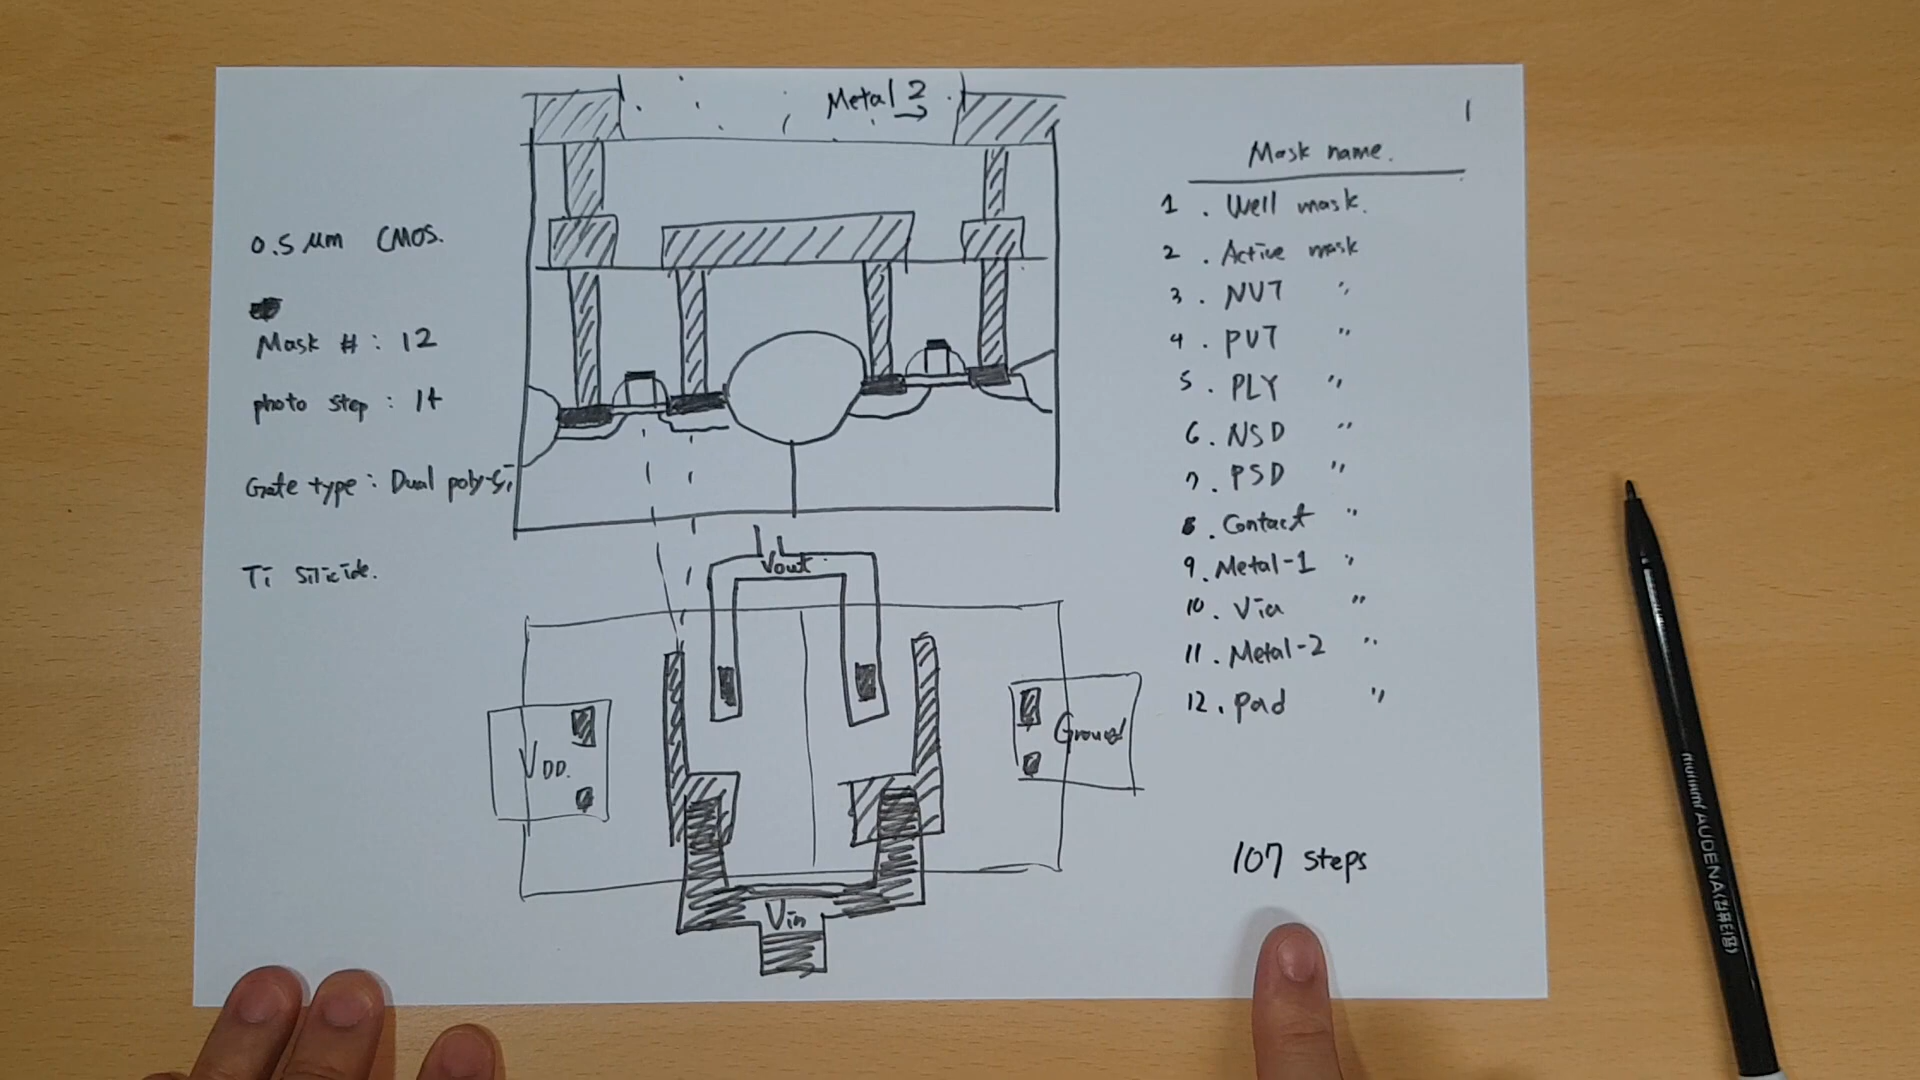 1
Metal 2
0.5 μm CMOS.
Mask # : 12
photo step : 14
Gate type : Dual poly-Si
Ti Silicide.
Mask name.
1 . Well mask.
2 . Active mask
3 . NVT "
4 . PVT "
5 . PLY "
6 . NSD "
7 . PSD "
8 . Contact "
9 . Metal-1 "
10 . Via "
11 . Metal-2 "
12 . pad "
107 steps
Vout
VDD.
Ground
Vin